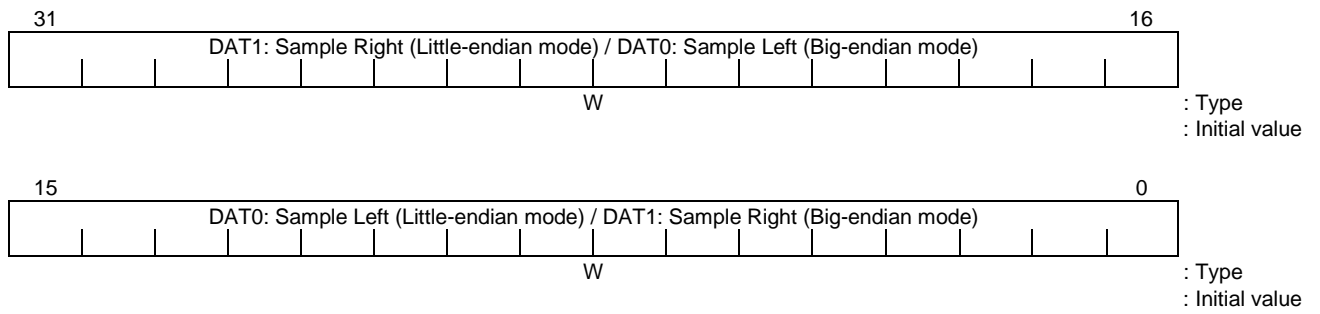 31 16
DAT1: Sample Right (Little-endian mode) / DAT0: Sample Left (Big-endian mode)
W : Type
: Initial value
15 0
DAT0: Sample Left (Little-endian mode) / DAT1: Sample Right (Big-endian mode)
W : Type
: Initial value